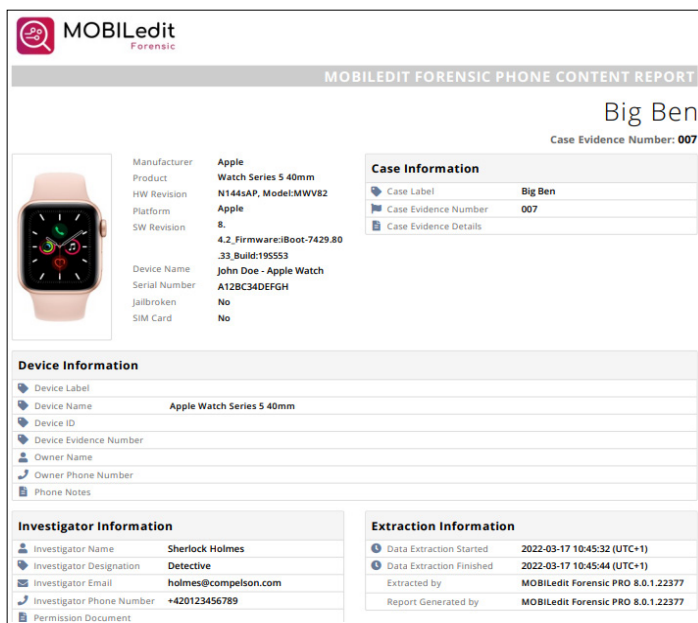 MOBILedit
Forensic
MOBILEDIT FORENSIC PHONE CONTENT REPORT
Big Ben
Case Evidence Number: 007
Manufacturer Apple
Product Watch Series 5 40mm
HW Revision N144sAP, Model:MWV82
Platform Apple
SW Revision 8.
4.2_Firmware:iBoot-7429.80
.33_Build:19S553
Device Name John Doe - Apple Watch
Serial Number A12BC34DEFGH
Jailbroken No
SIM Card No
Case Information
Case Label Big Ben
Case Evidence Number 007
Case Evidence Details
Device Information
Device Label
Device Name Apple Watch Series 5 40mm
Device ID
Device Evidence Number
Owner Name
Owner Phone Number
Phone Notes
Investigator Information
Investigator Name Sherlock Holmes
Investigator Designation Detective
Investigator Email holmes@compelson.com
Investigator Phone Number +420123456789
Permission Document
Extraction Information
Data Extraction Started 2022-03-17 10:45:32 (UTC+1)
Data Extraction Finished 2022-03-17 10:45:44 (UTC+1)
Extracted by MOBILedit Forensic PRO 8.0.1.22377
Report Generated by MOBILedit Forensic PRO 8.0.1.22377